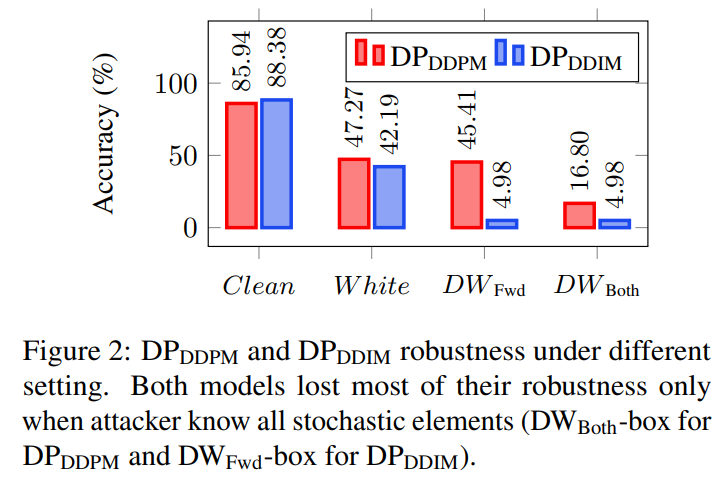 DP_DDPM DP_DDIM
85.94
88.38
47.27
42.19
45.41
4.98
16.80
4.98
Accuracy (%)
100
50
0
Clean White DW_Fwd DW_Both
Figure 2: DP_DDPM and DP_DDIM robustness under different
setting. Both models lost most of their robustness only
when attacker know all stochastic elements (DW_Both-box for
DP_DDPM and DW_Fwd-box for DP_DDIM).